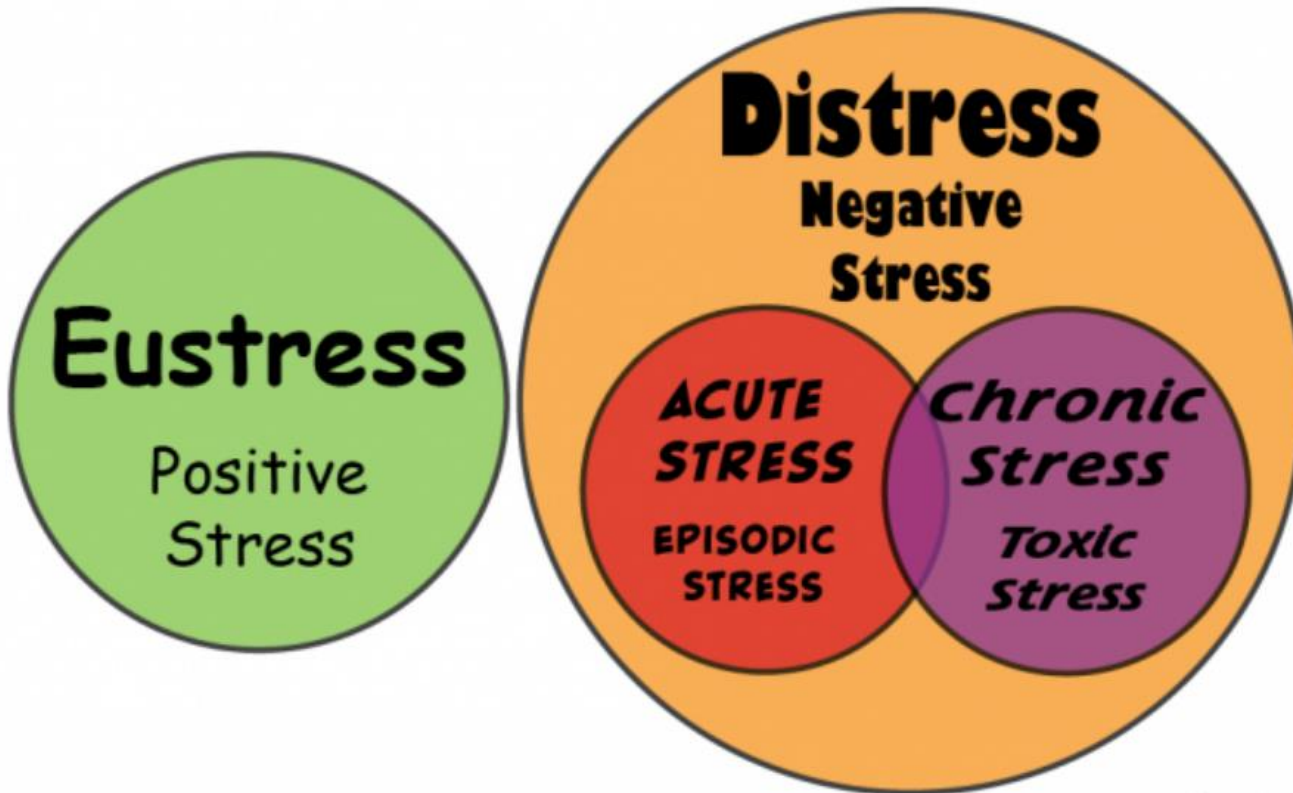 Eustress
Positive
Stress
Distress
Negative
Stress
ACUTE
STRESS
EPISODIC
STRESS
Chronic
Stress
Toxic
Stress